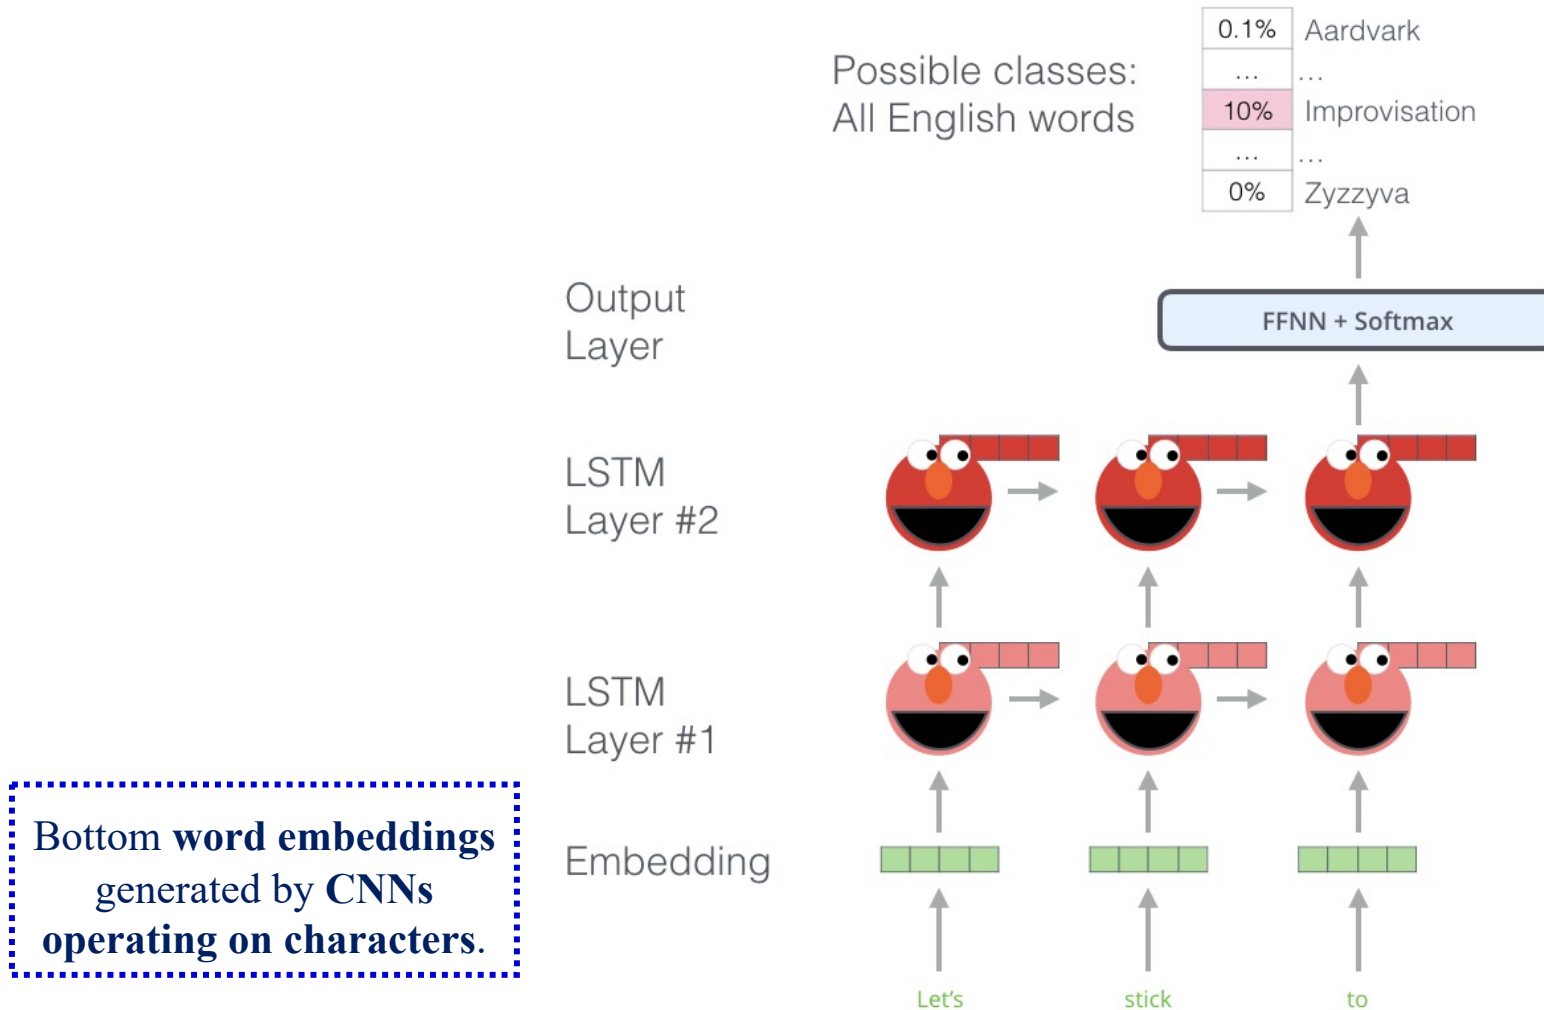 0.1% Aardvark
... ...
Possible classes:
All English words
10% Improvisation
... ...
0% Zyzzyva
Output
Layer
FFNN + Softmax
LSTM
Layer #2
LSTM
Layer #1
Bottom word embeddings
generated by CNNs
operating on characters.
Embedding
Let's stick to